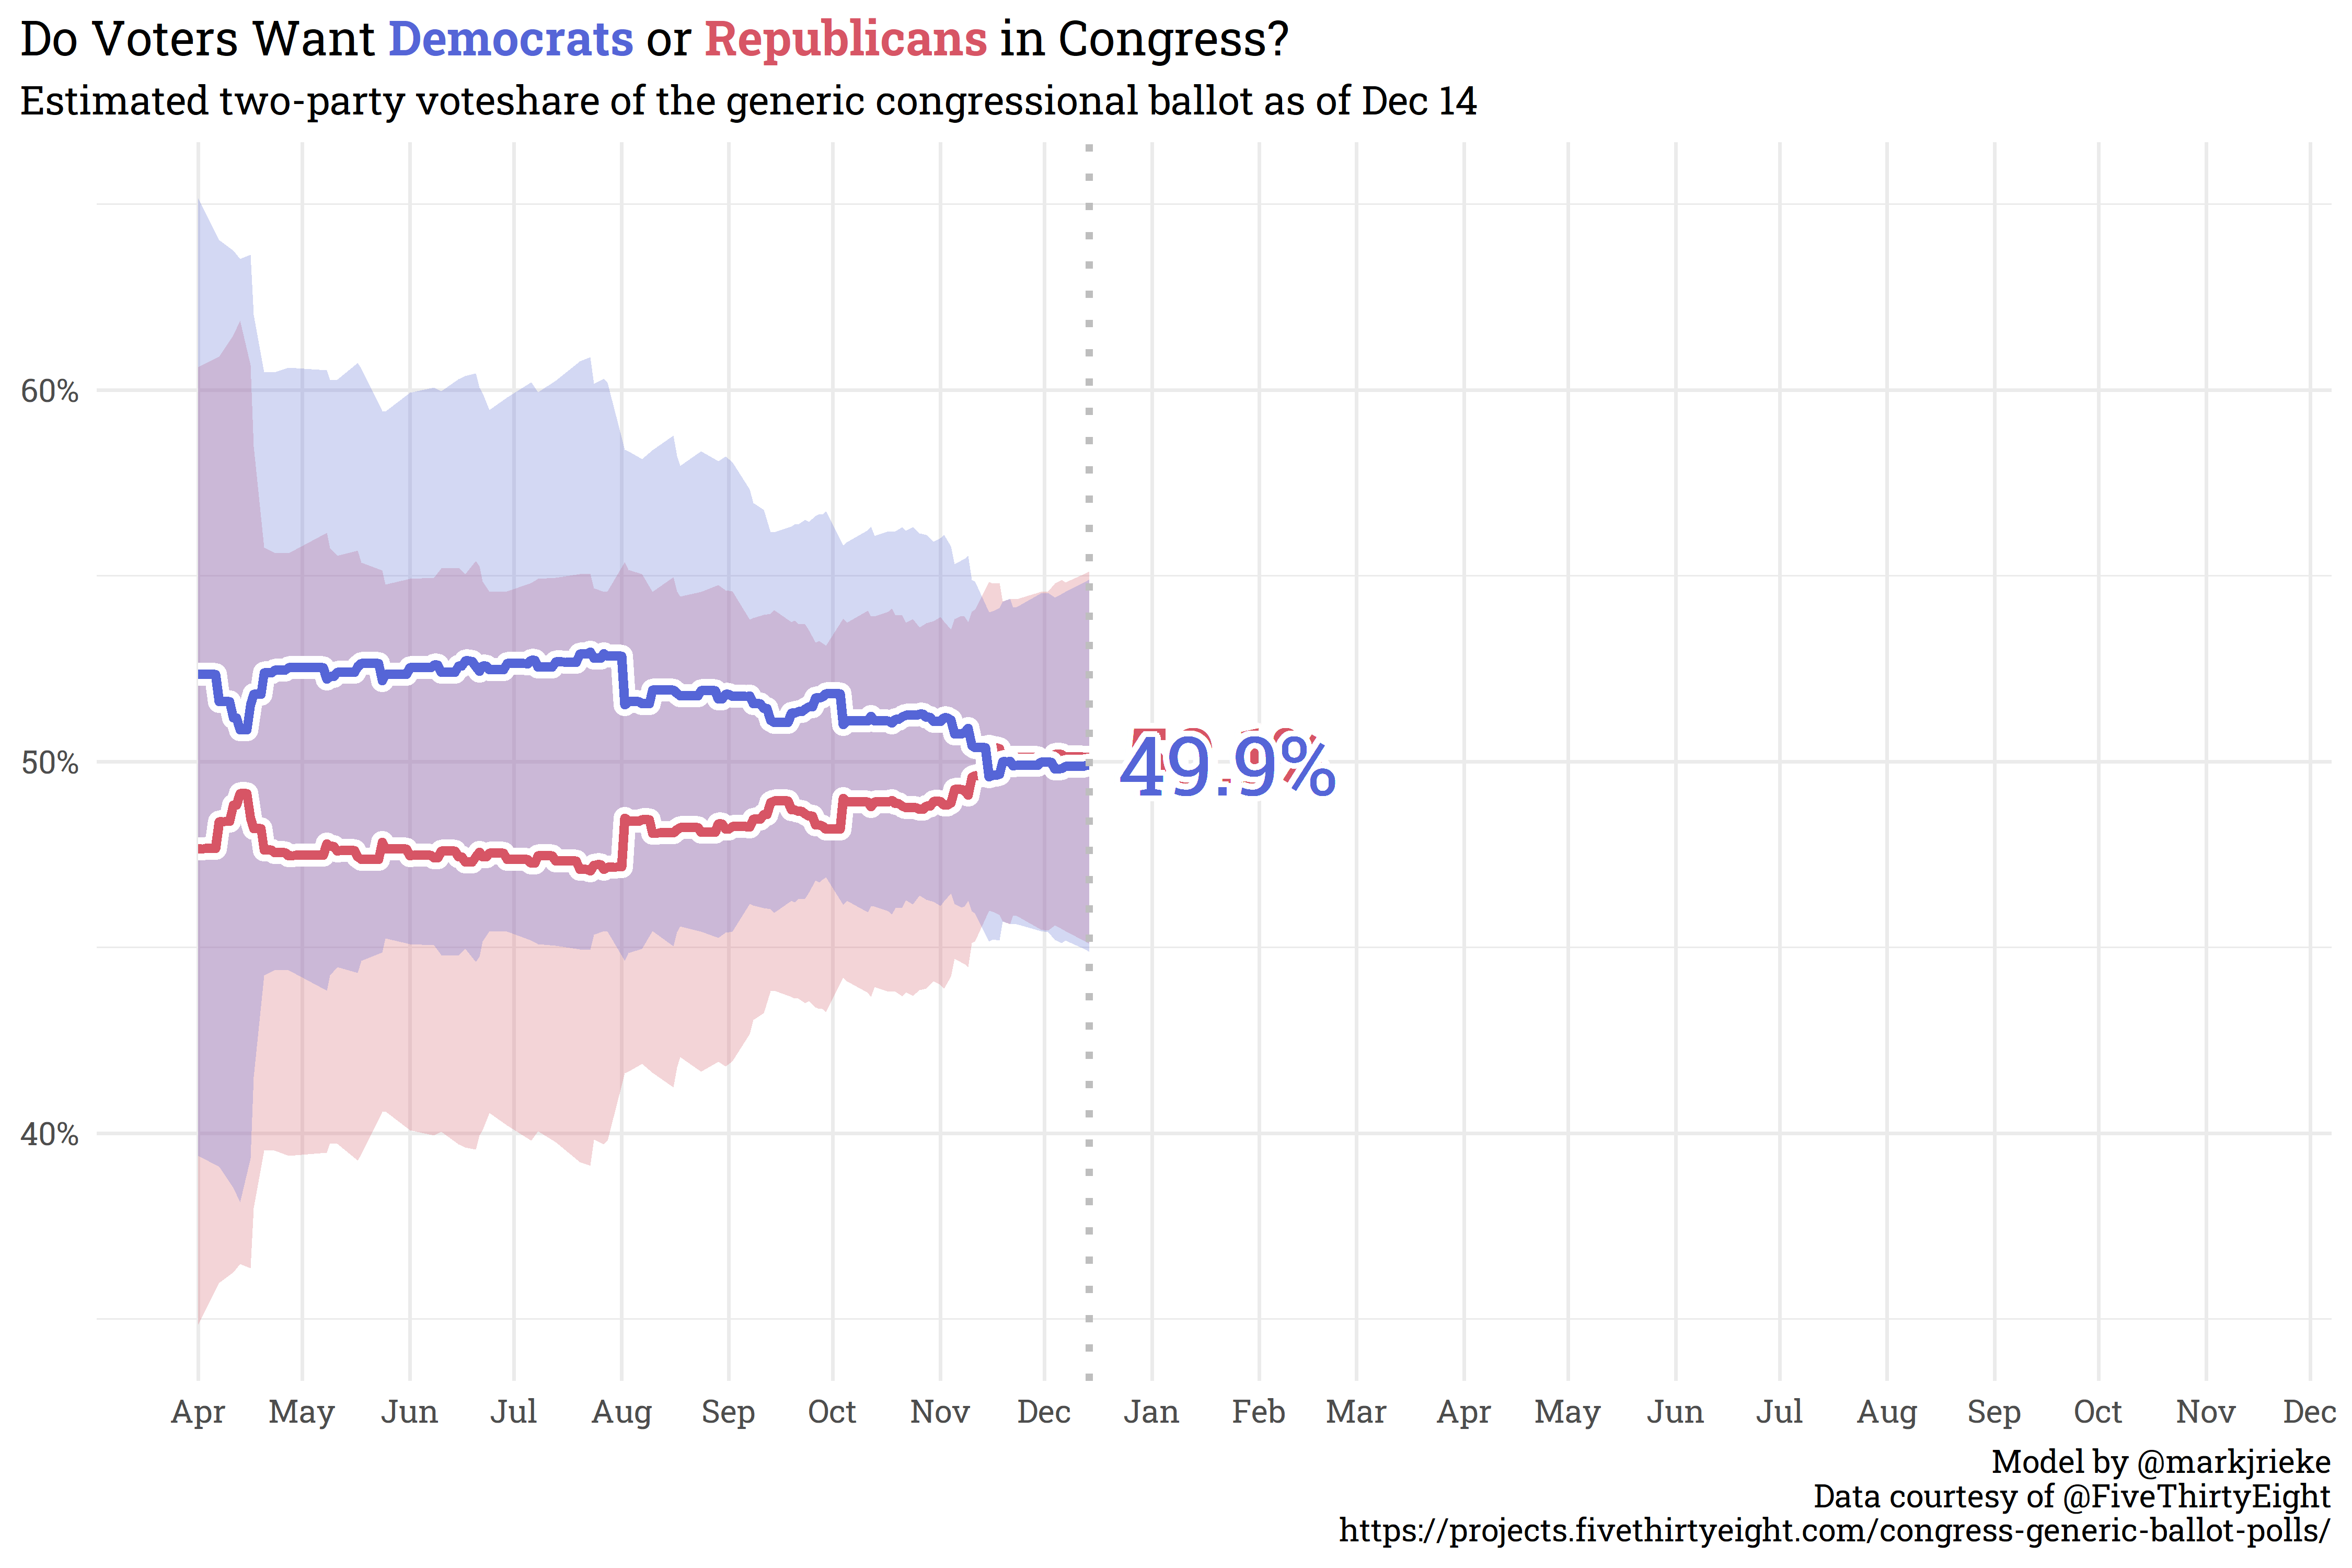 Do Voters Want Democrats or Republicans in Congress?
Estimated two-party voteshare of the generic congressional ballot as of Dec 14
60%
50%
49.9%
40%
Apr May Jun Jul Aug Sep Oct Nov Dec Jan Feb Mar Apr May Jun Jul Aug Sep Oct Nov Dec
Model by @markjrieke
Data courtesy of @FiveThirtyEight
https://projects.fivethirtyeight.com/congress-generic-ballot-polls/